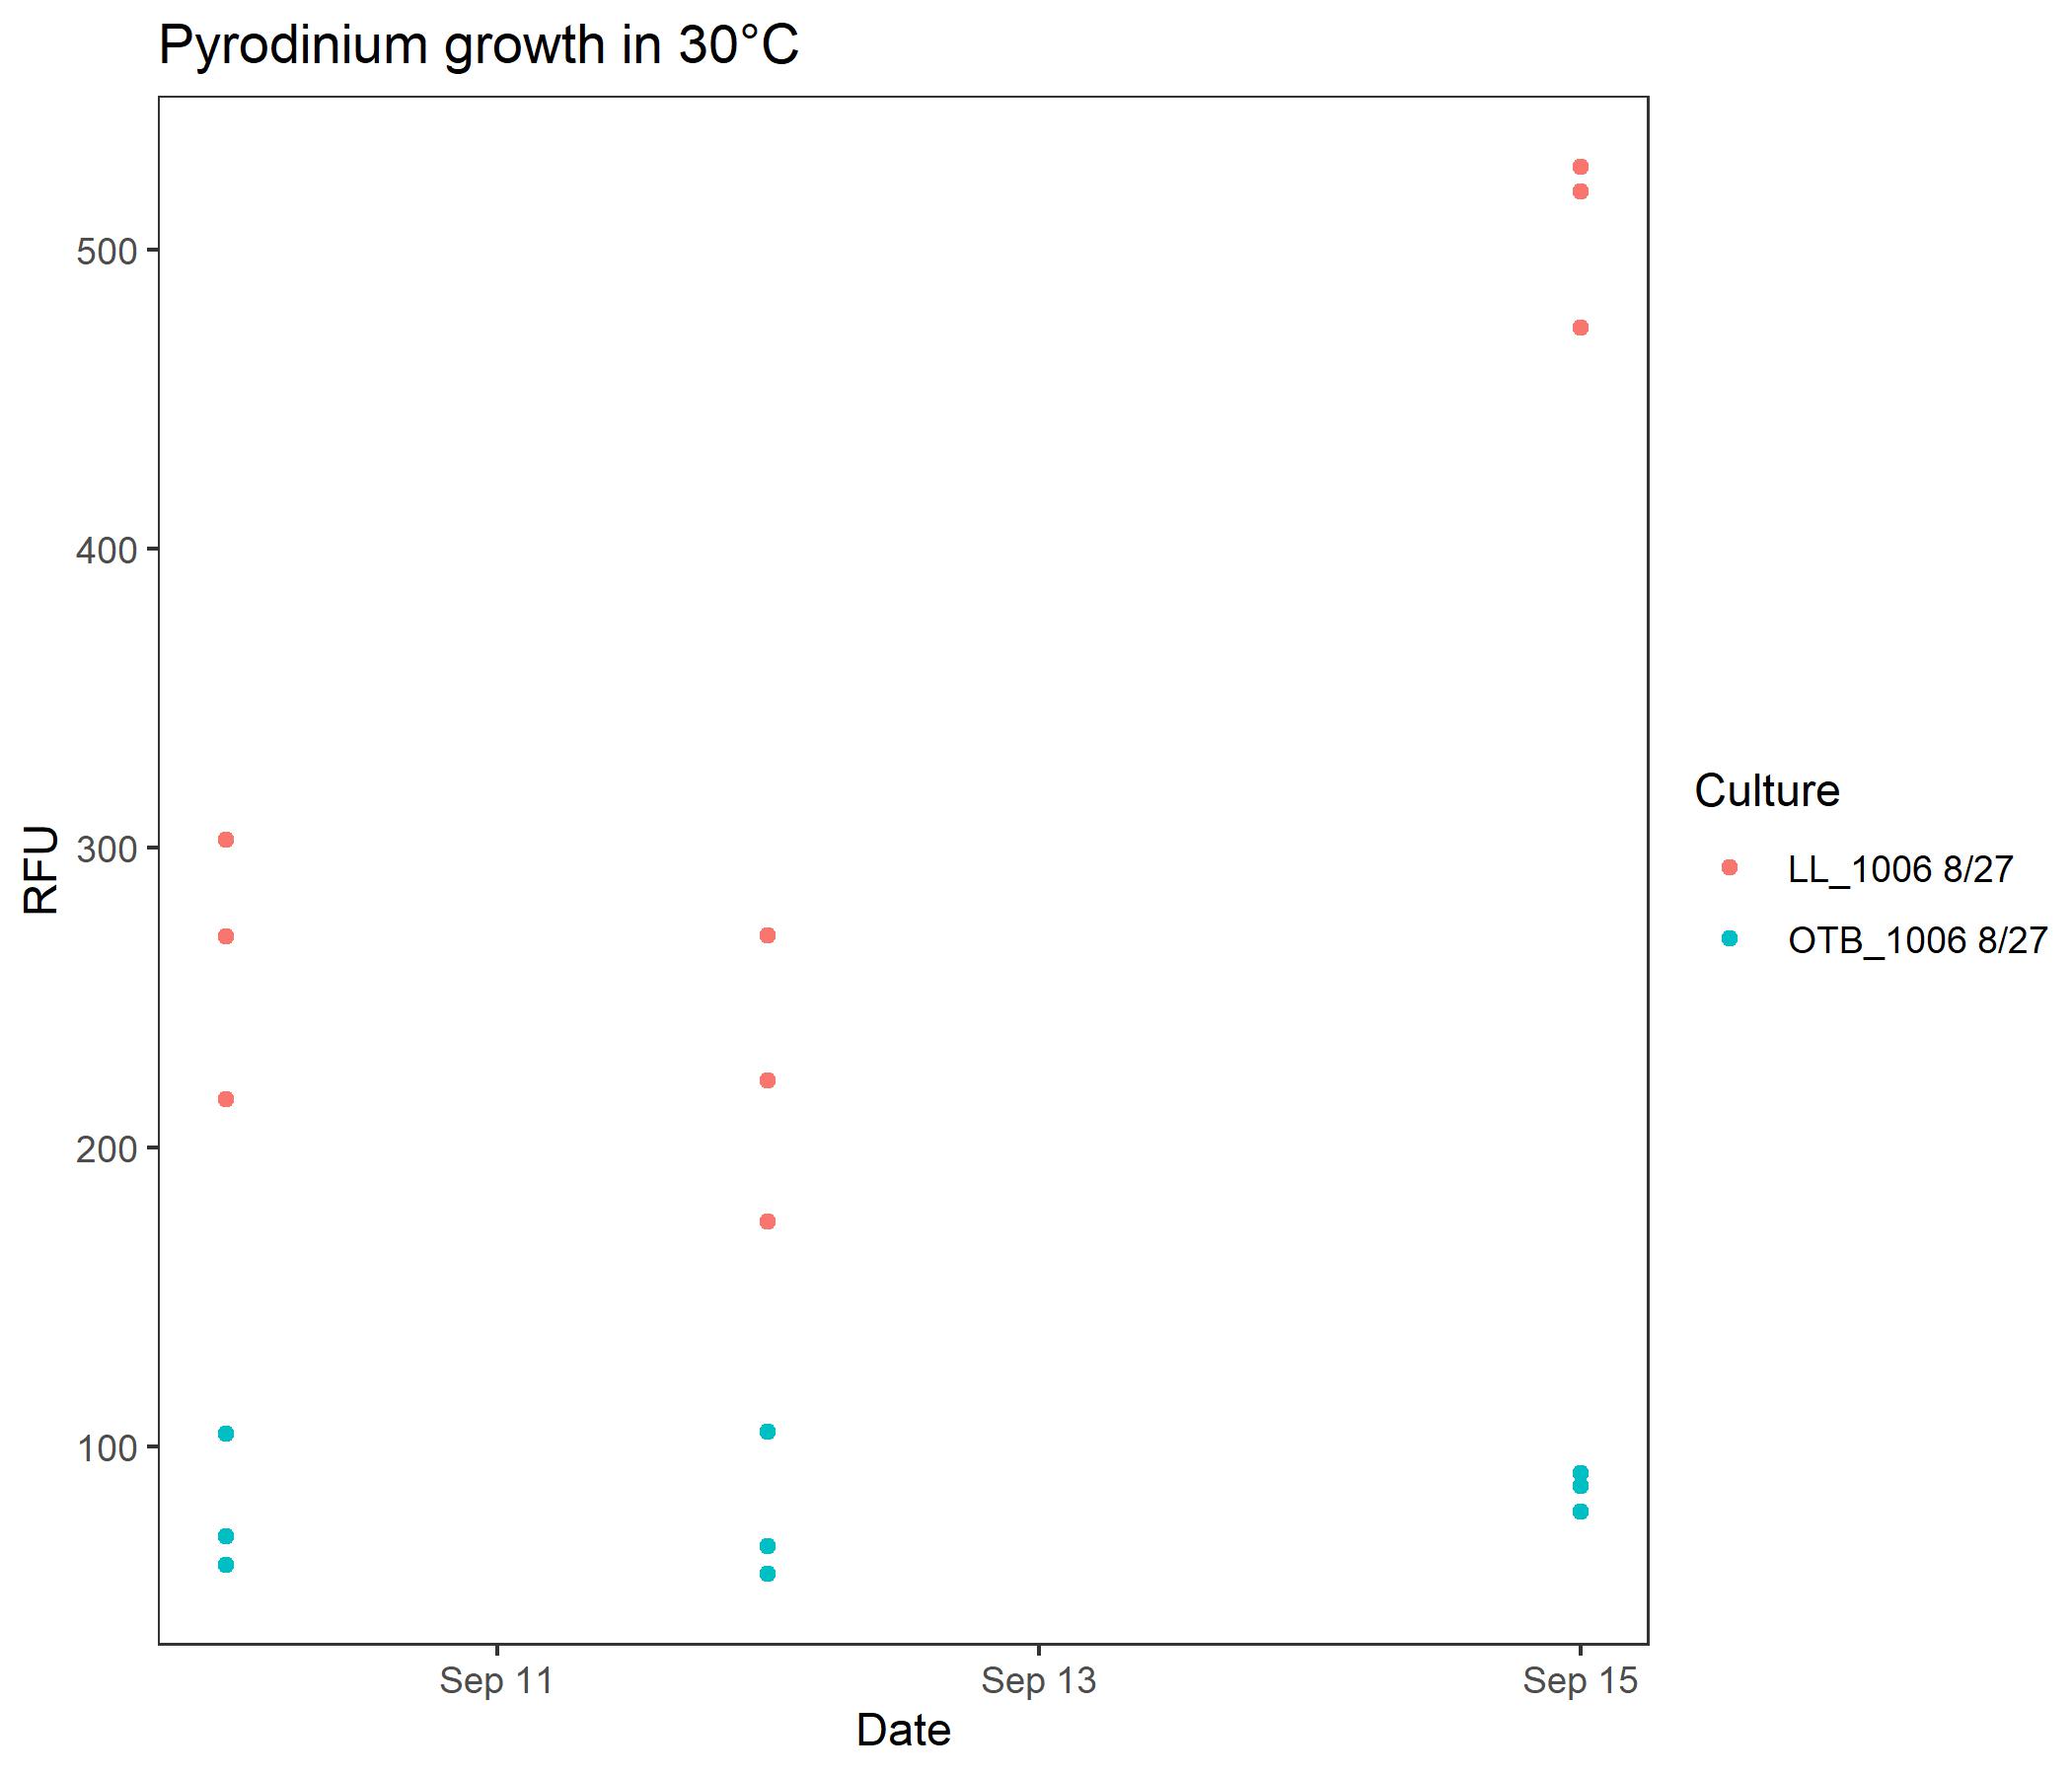 Pyrodinium growth in 30°C
500
400
300
200
100
RFU
Sep 11
Sep 13
Sep 15
Date
Culture
LL_1006 8/27
OTB_1006 8/27